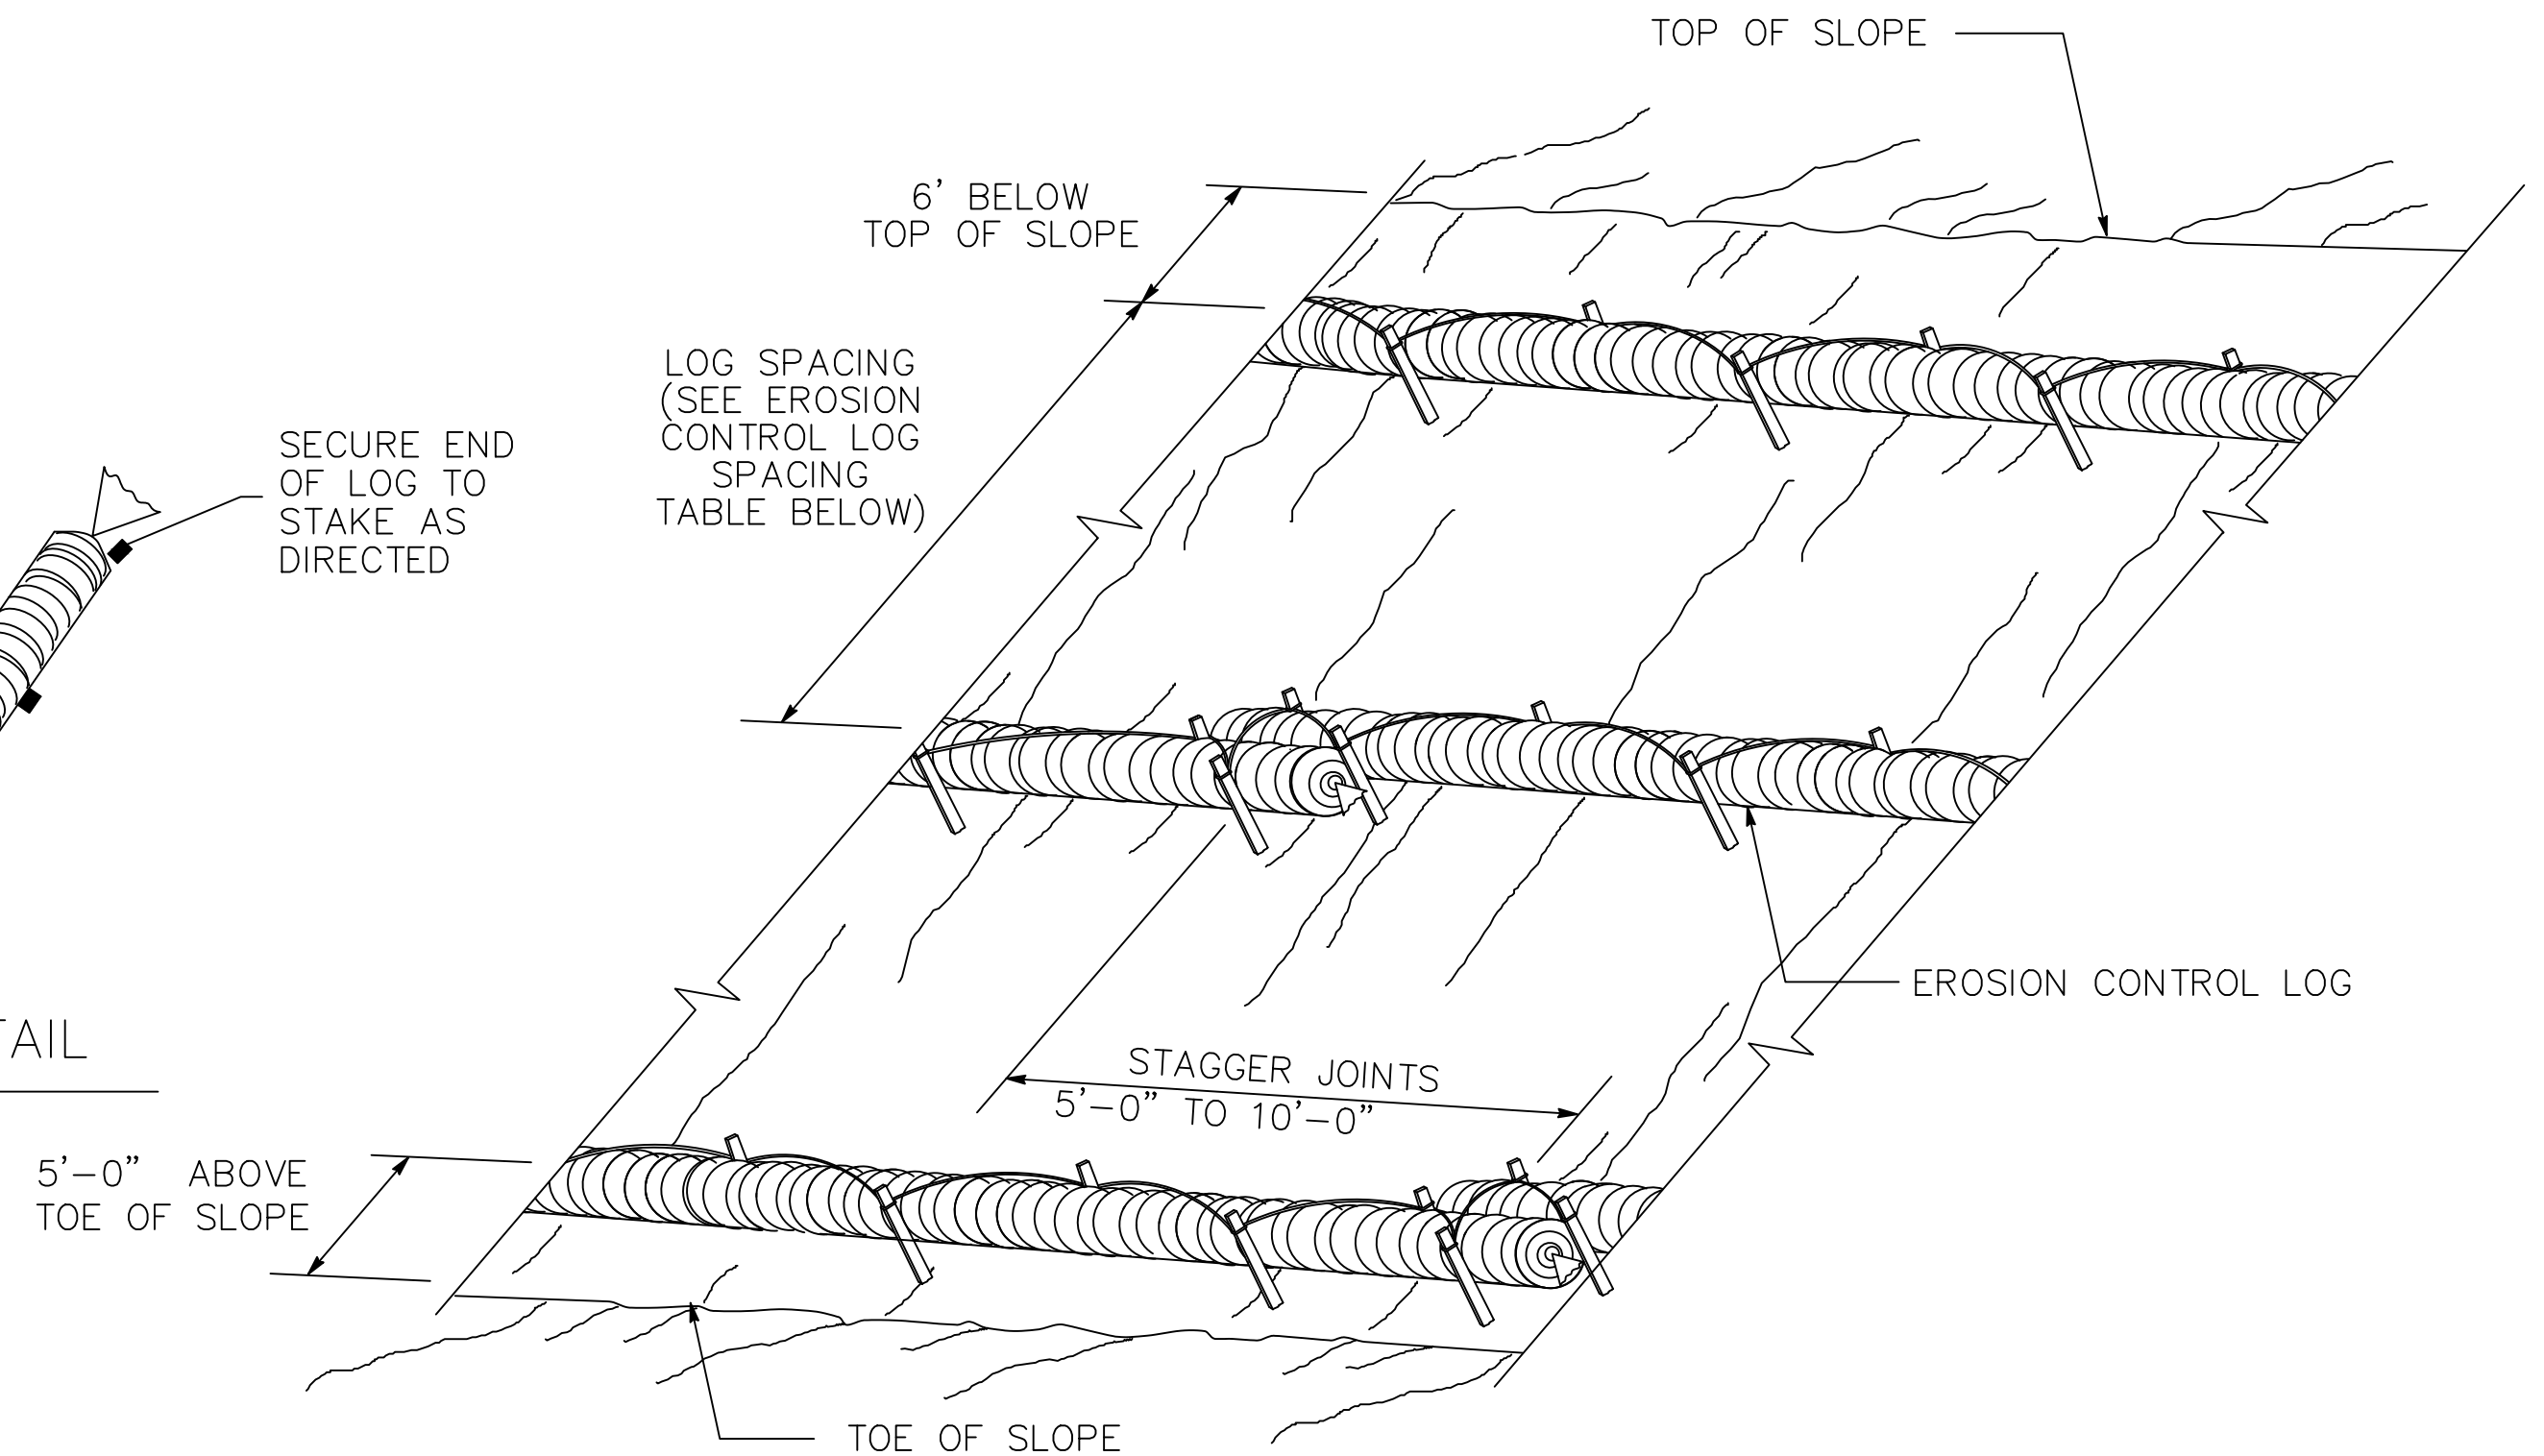 TOP OF SLOPE
6' BELOW
TOP OF SLOPE
LOG SPACING
(SEE EROSION
CONTROL LOG
SPACING
TABLE BELOW)
SECURE END
OF LOG TO
STAKE AS
DIRECTED
EROSION CONTROL LOG
TAIL
STAGGER JOINTS
5'-0" TO 10'-0"
5'-0" ABOVE
TOE OF SLOPE
TOE OF SLOPE